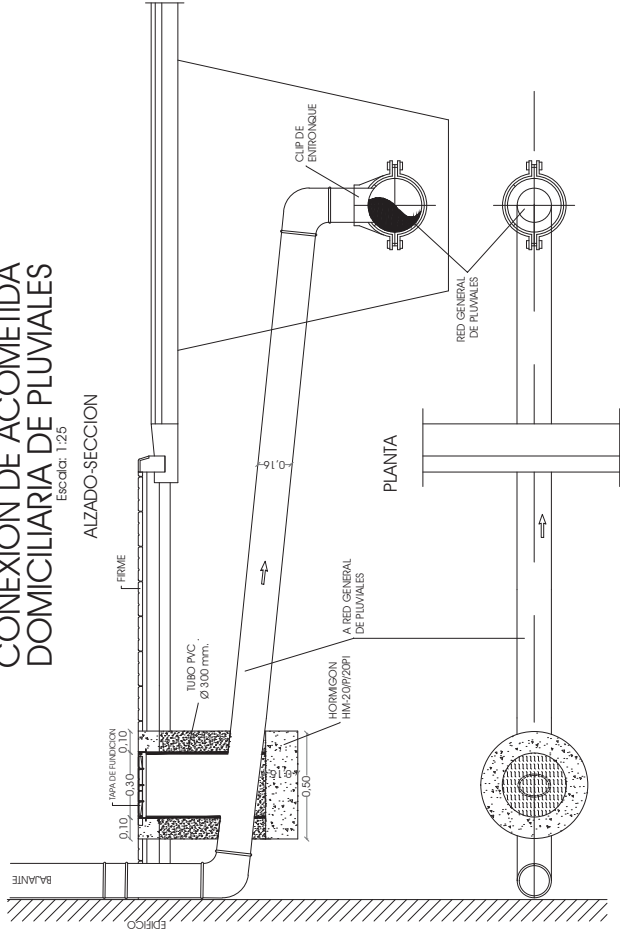 CONEXION DE ACOMETIDA
DOMICILIARIA DE PLUVIALES
Escala: 1:25
ALZADO-SECCION
FIRME
TAPA DE FUNDICION
0,10
0,30
0,10
TUBO PVC
Ø 300 mm.
BAJANTE
EDIFICO
0,16
0,16
0,50
HORMIGON
HM-20/P/20PI
A RED GENERAL
DE PLUVIALES
CLIP DE
ENTRONQUE
RED GENERAL
DE PLUVIALES
PLANTA